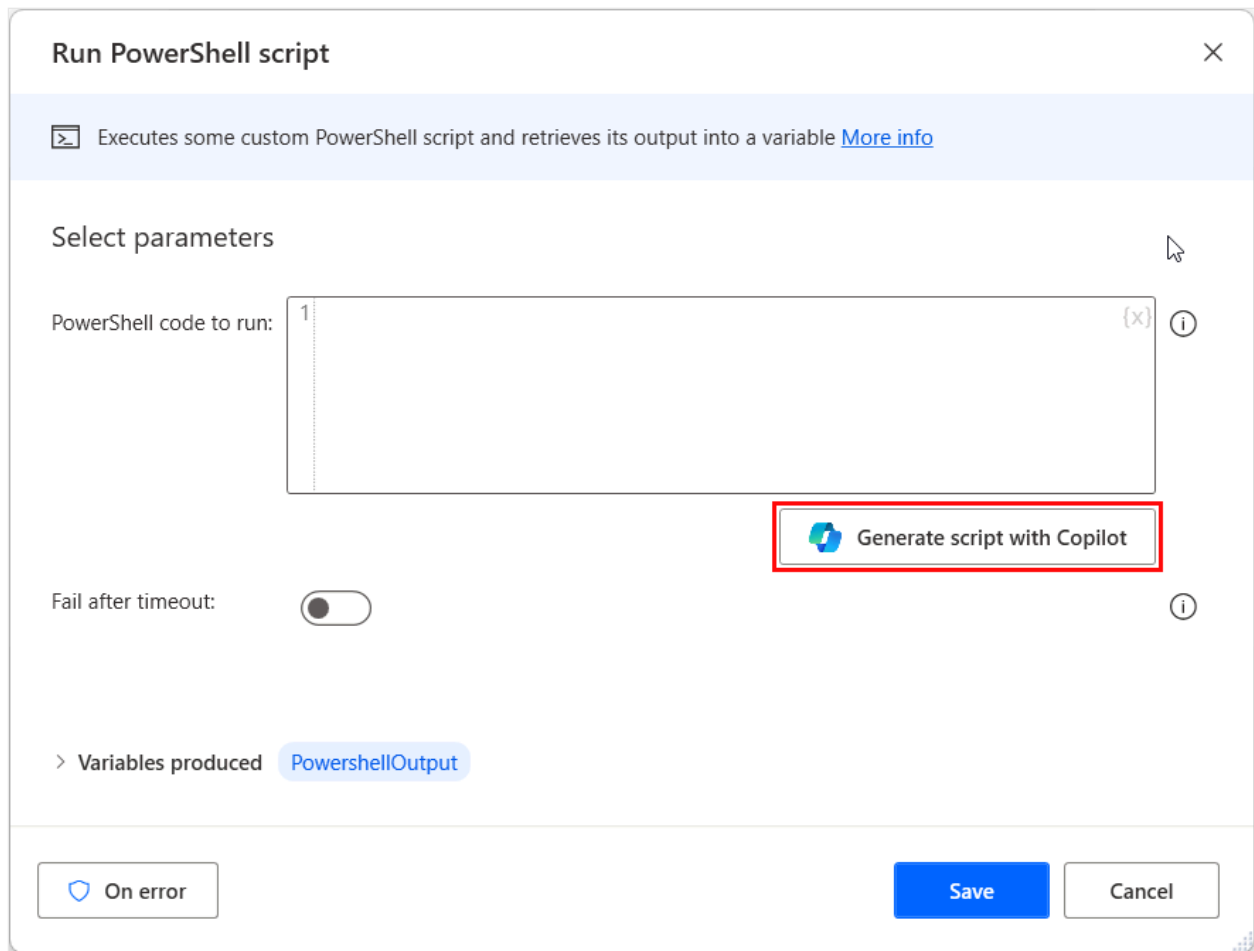 Run PowerShell script
Executes some custom PowerShell script and retrieves its output into a variable More info
Select parameters
PowerShell code to run:
1
{x}
Generate script with Copilot
Fail after timeout:
Variables produced PowershellOutput
On error
Save
Cancel